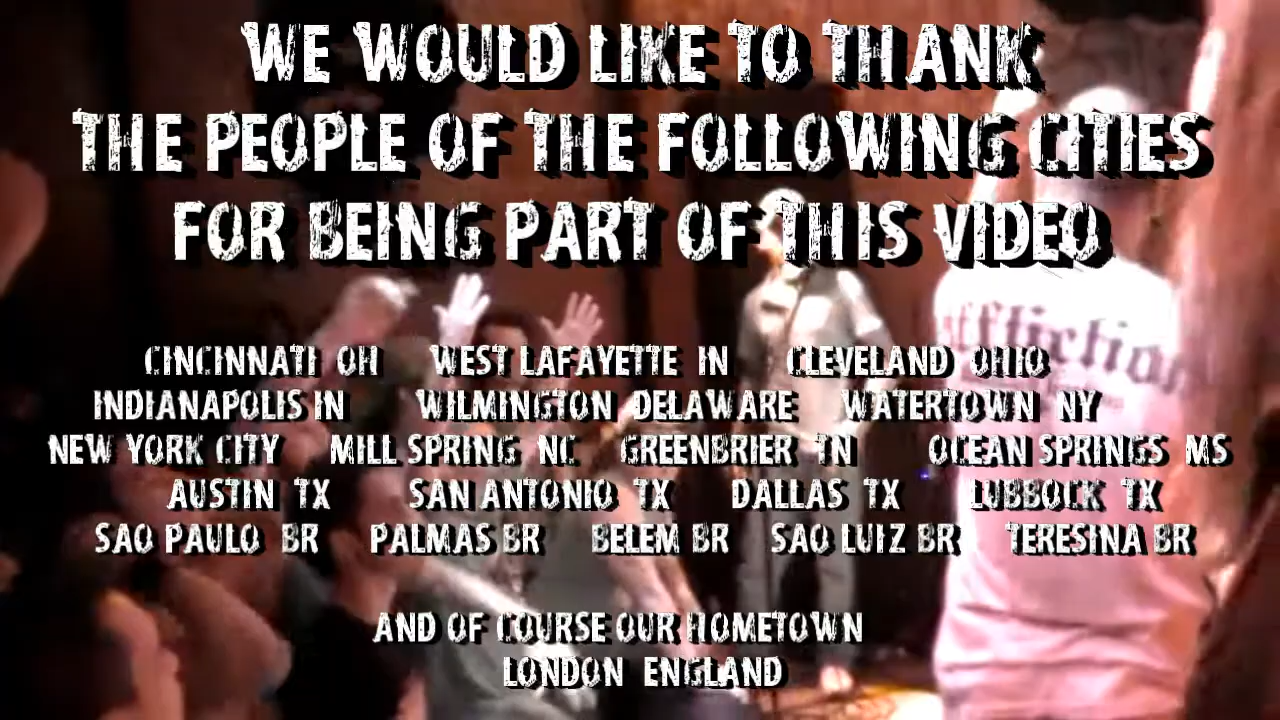 WE WOULD LIKE TO THANK
THE PEOPLE OF THE FOLLOWING CITIES
FOR BEING PART OF THIS VIDEO
affliction
CINCINNATI OH WEST LAFAYETTE IN CLEVELAND OHIO
INDIANAPOLIS IN WILMINGTON DELAWARE WATERTOWN NY
NEW YORK CITY MILL SPRING NC GREENBRIER TN OCEAN SPRINGS MS
AUSTIN TX SAN ANTONIO TX DALLAS TX LUBBOCK TX
SAO PAULO BR PALMAS BR BELEM BR SAO LUIZ BR TERESINA BR
AND OF COURSE OUR HOMETOWN
LONDON ENGLAND